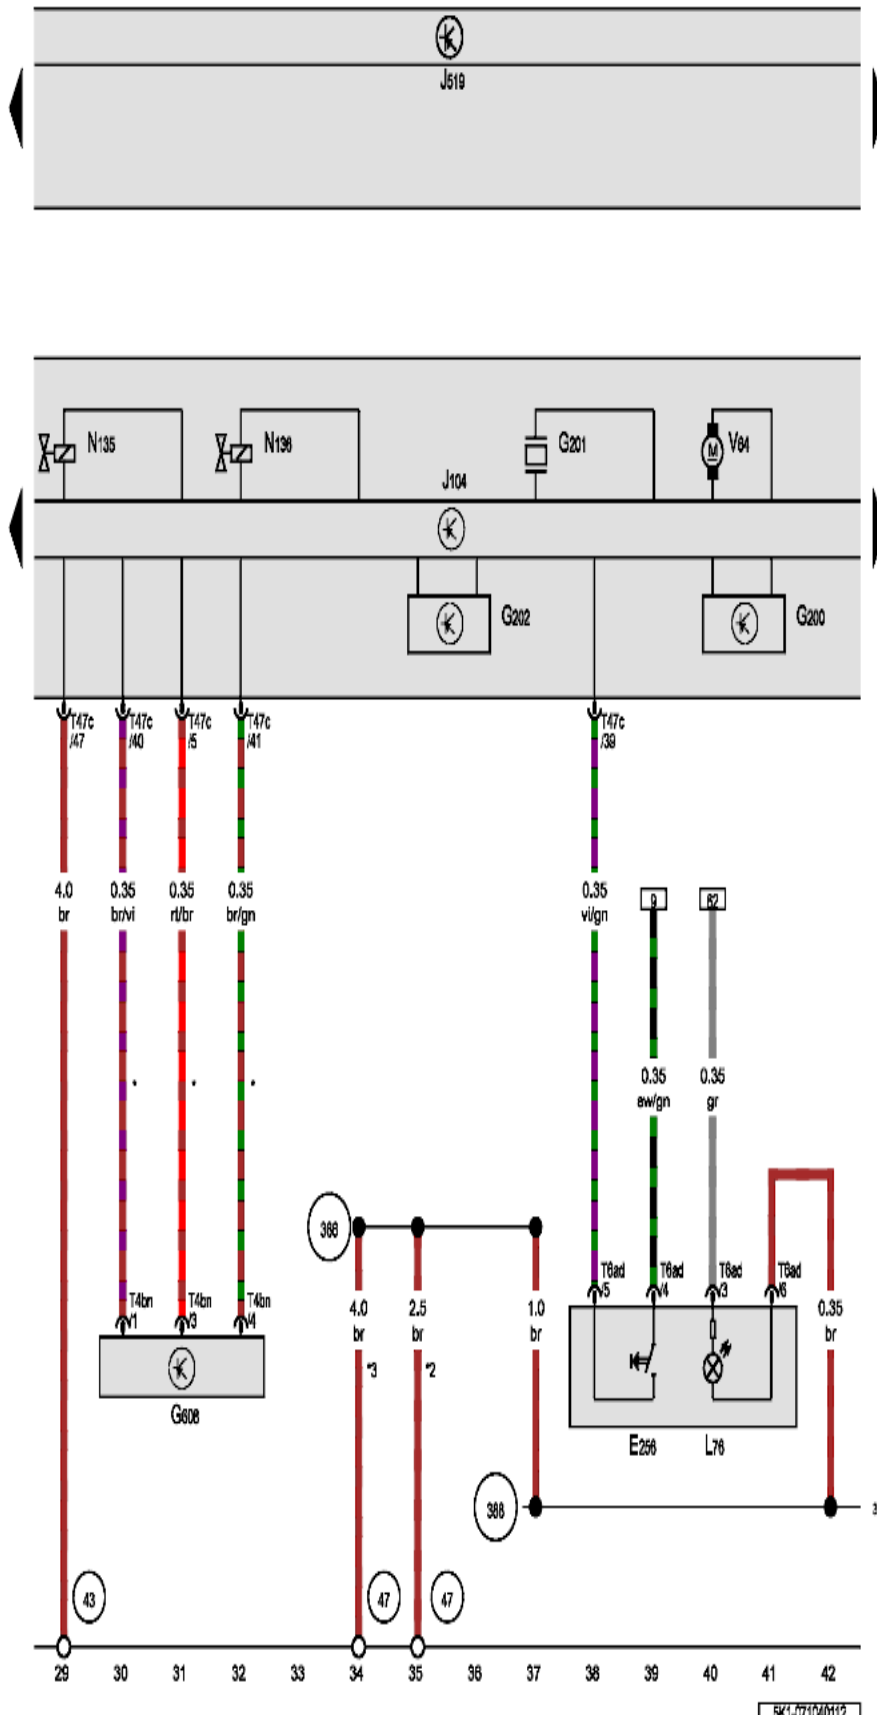 J519
N135
N136
G201
V64
J104
G202
G200
T47c
/47
T47c
/40
T47c
/5
T47c
/41
T47c
/39
4.0
br
0.35
br/vi
0.35
rt/br
0.35
br/gn
0.35
vi/gn
9
62
*
*
*
0.35
sw/gn
0.35
gr
366
T4bn
/1
T4bn
/3
T4bn
/4
T6ad
/5
T6ad
/4
T6ad
/3
T6ad
/6
4.0
br
*3
2.5
br
*2
1.0
br
0.35
br
M
G608
E256
L76
388
43
47
47
29 30 31 32 33 34 35 36 37 38 39 40 41 42
5K1-071040112